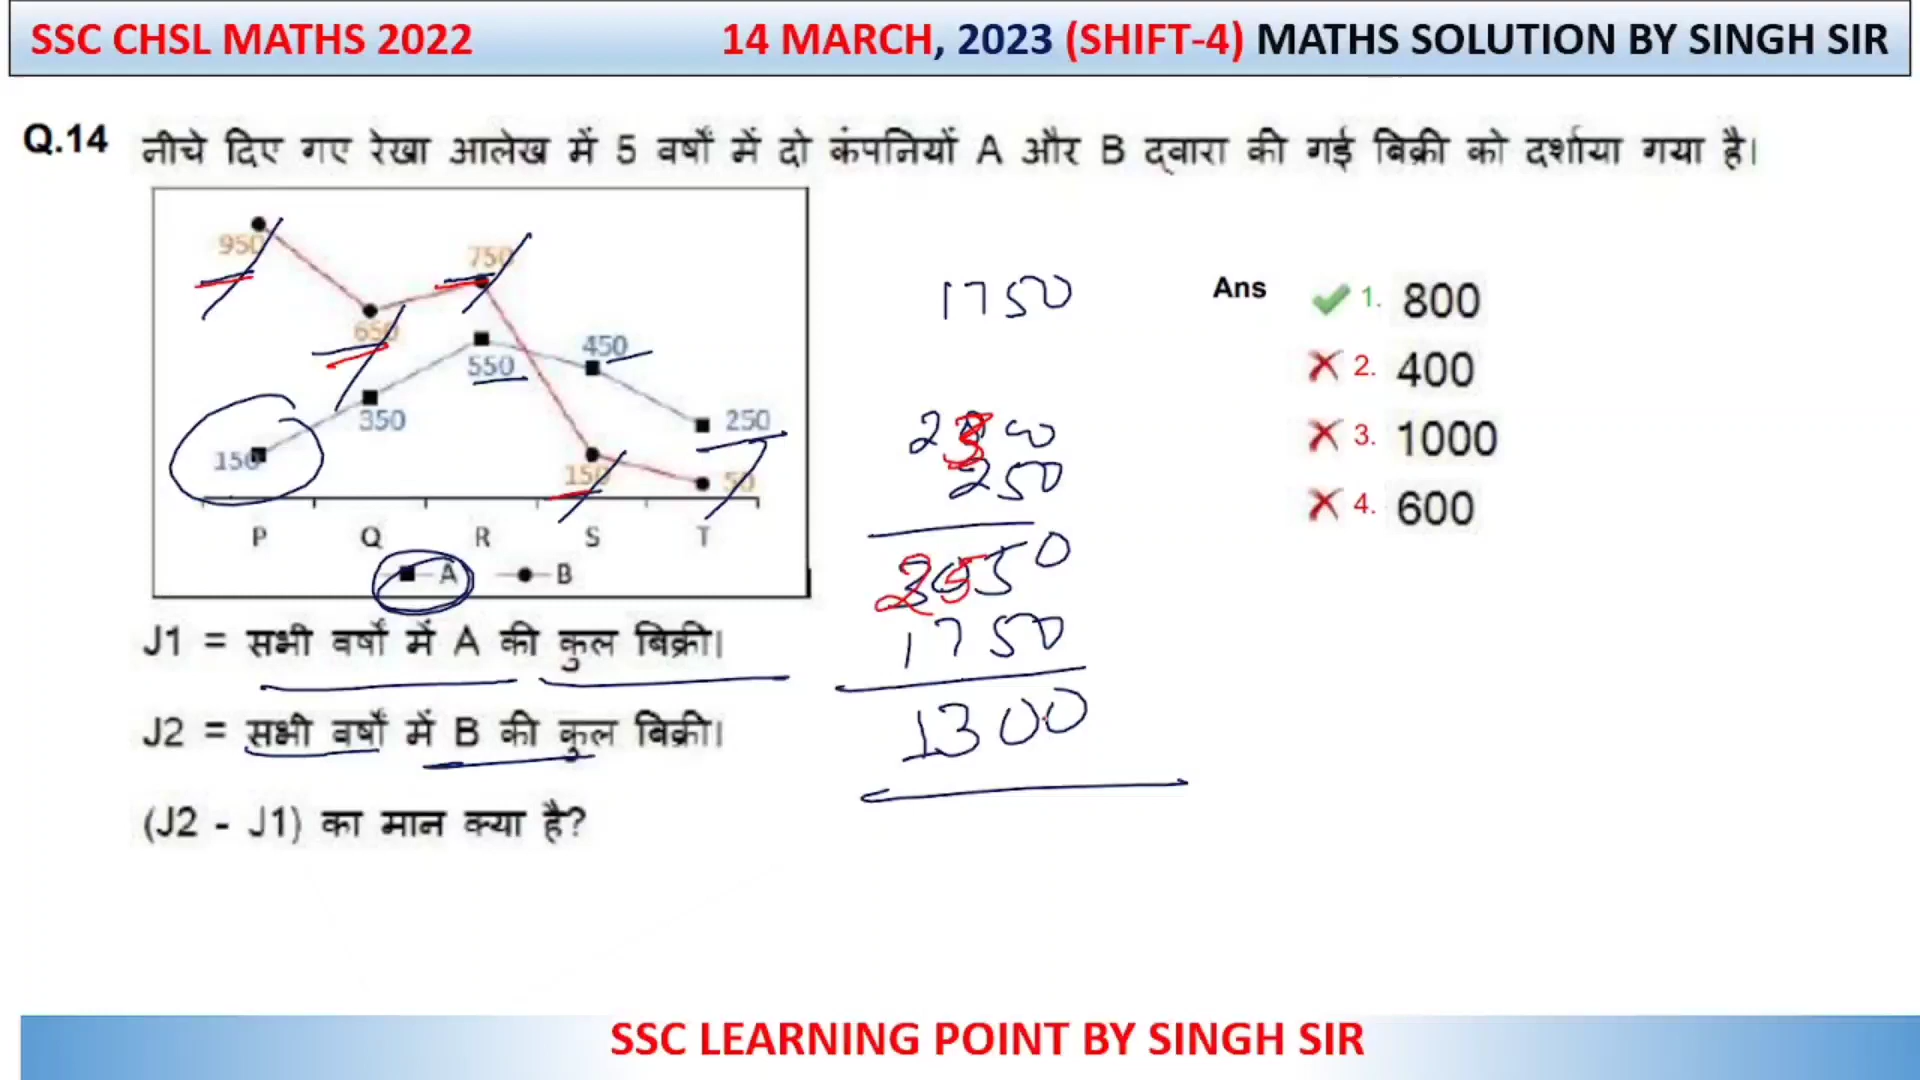 SSC CHSL MATHS 2022 14 MARCH, 2023 (SHIFT-4) MATHS SOLUTION BY SINGH SIR
Q.14 नीचे दिए गए रेखा आलेख में 5 वर्षों में दो कंपनियों A और B द्वारा की गई बिक्री को दर्शाया गया है।
950
750
650
550
450
350
250
150
150
50
P Q R S T
A B
J1 = सभी वर्षों में A की कुल बिक्री।
J2 = सभी वर्षों में B की कुल बिक्री।
(J2 - J1) का मान क्या है?
1750
250
1750
1300
Ans 1. 800
2. 400
3. 1000
4. 600
SSC LEARNING POINT BY SINGH SIR